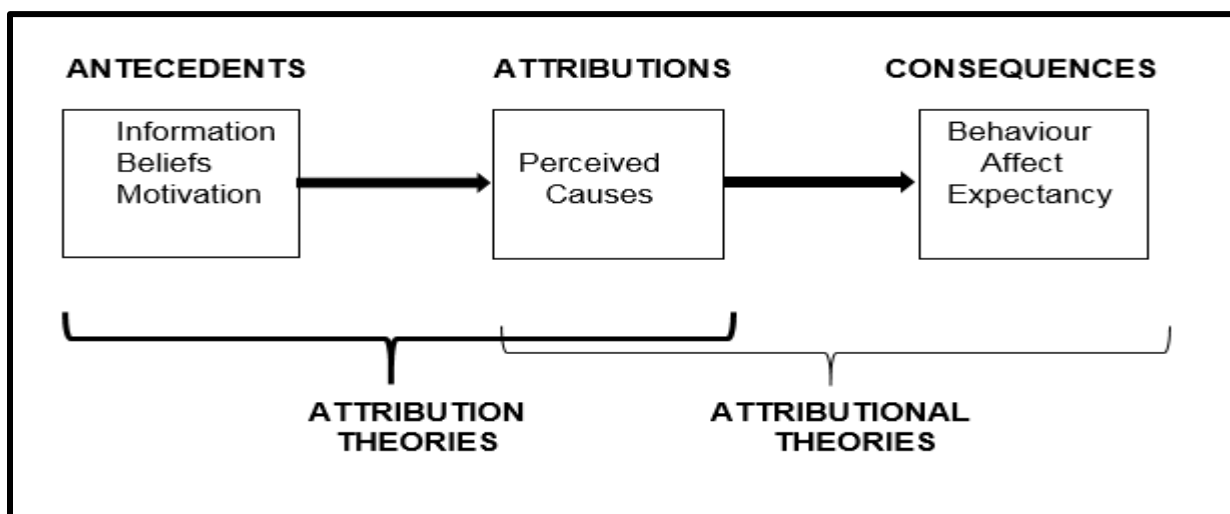 ANTECEDENTS
Information
Beliefs
Motivation
ATTRIBUTIONS
Perceived
Causes
CONSEQUENCES
Behaviour
Affect
Expectancy
ATTRIBUTION
THEORIES
ATTRIBUTIONAL
THEORIES